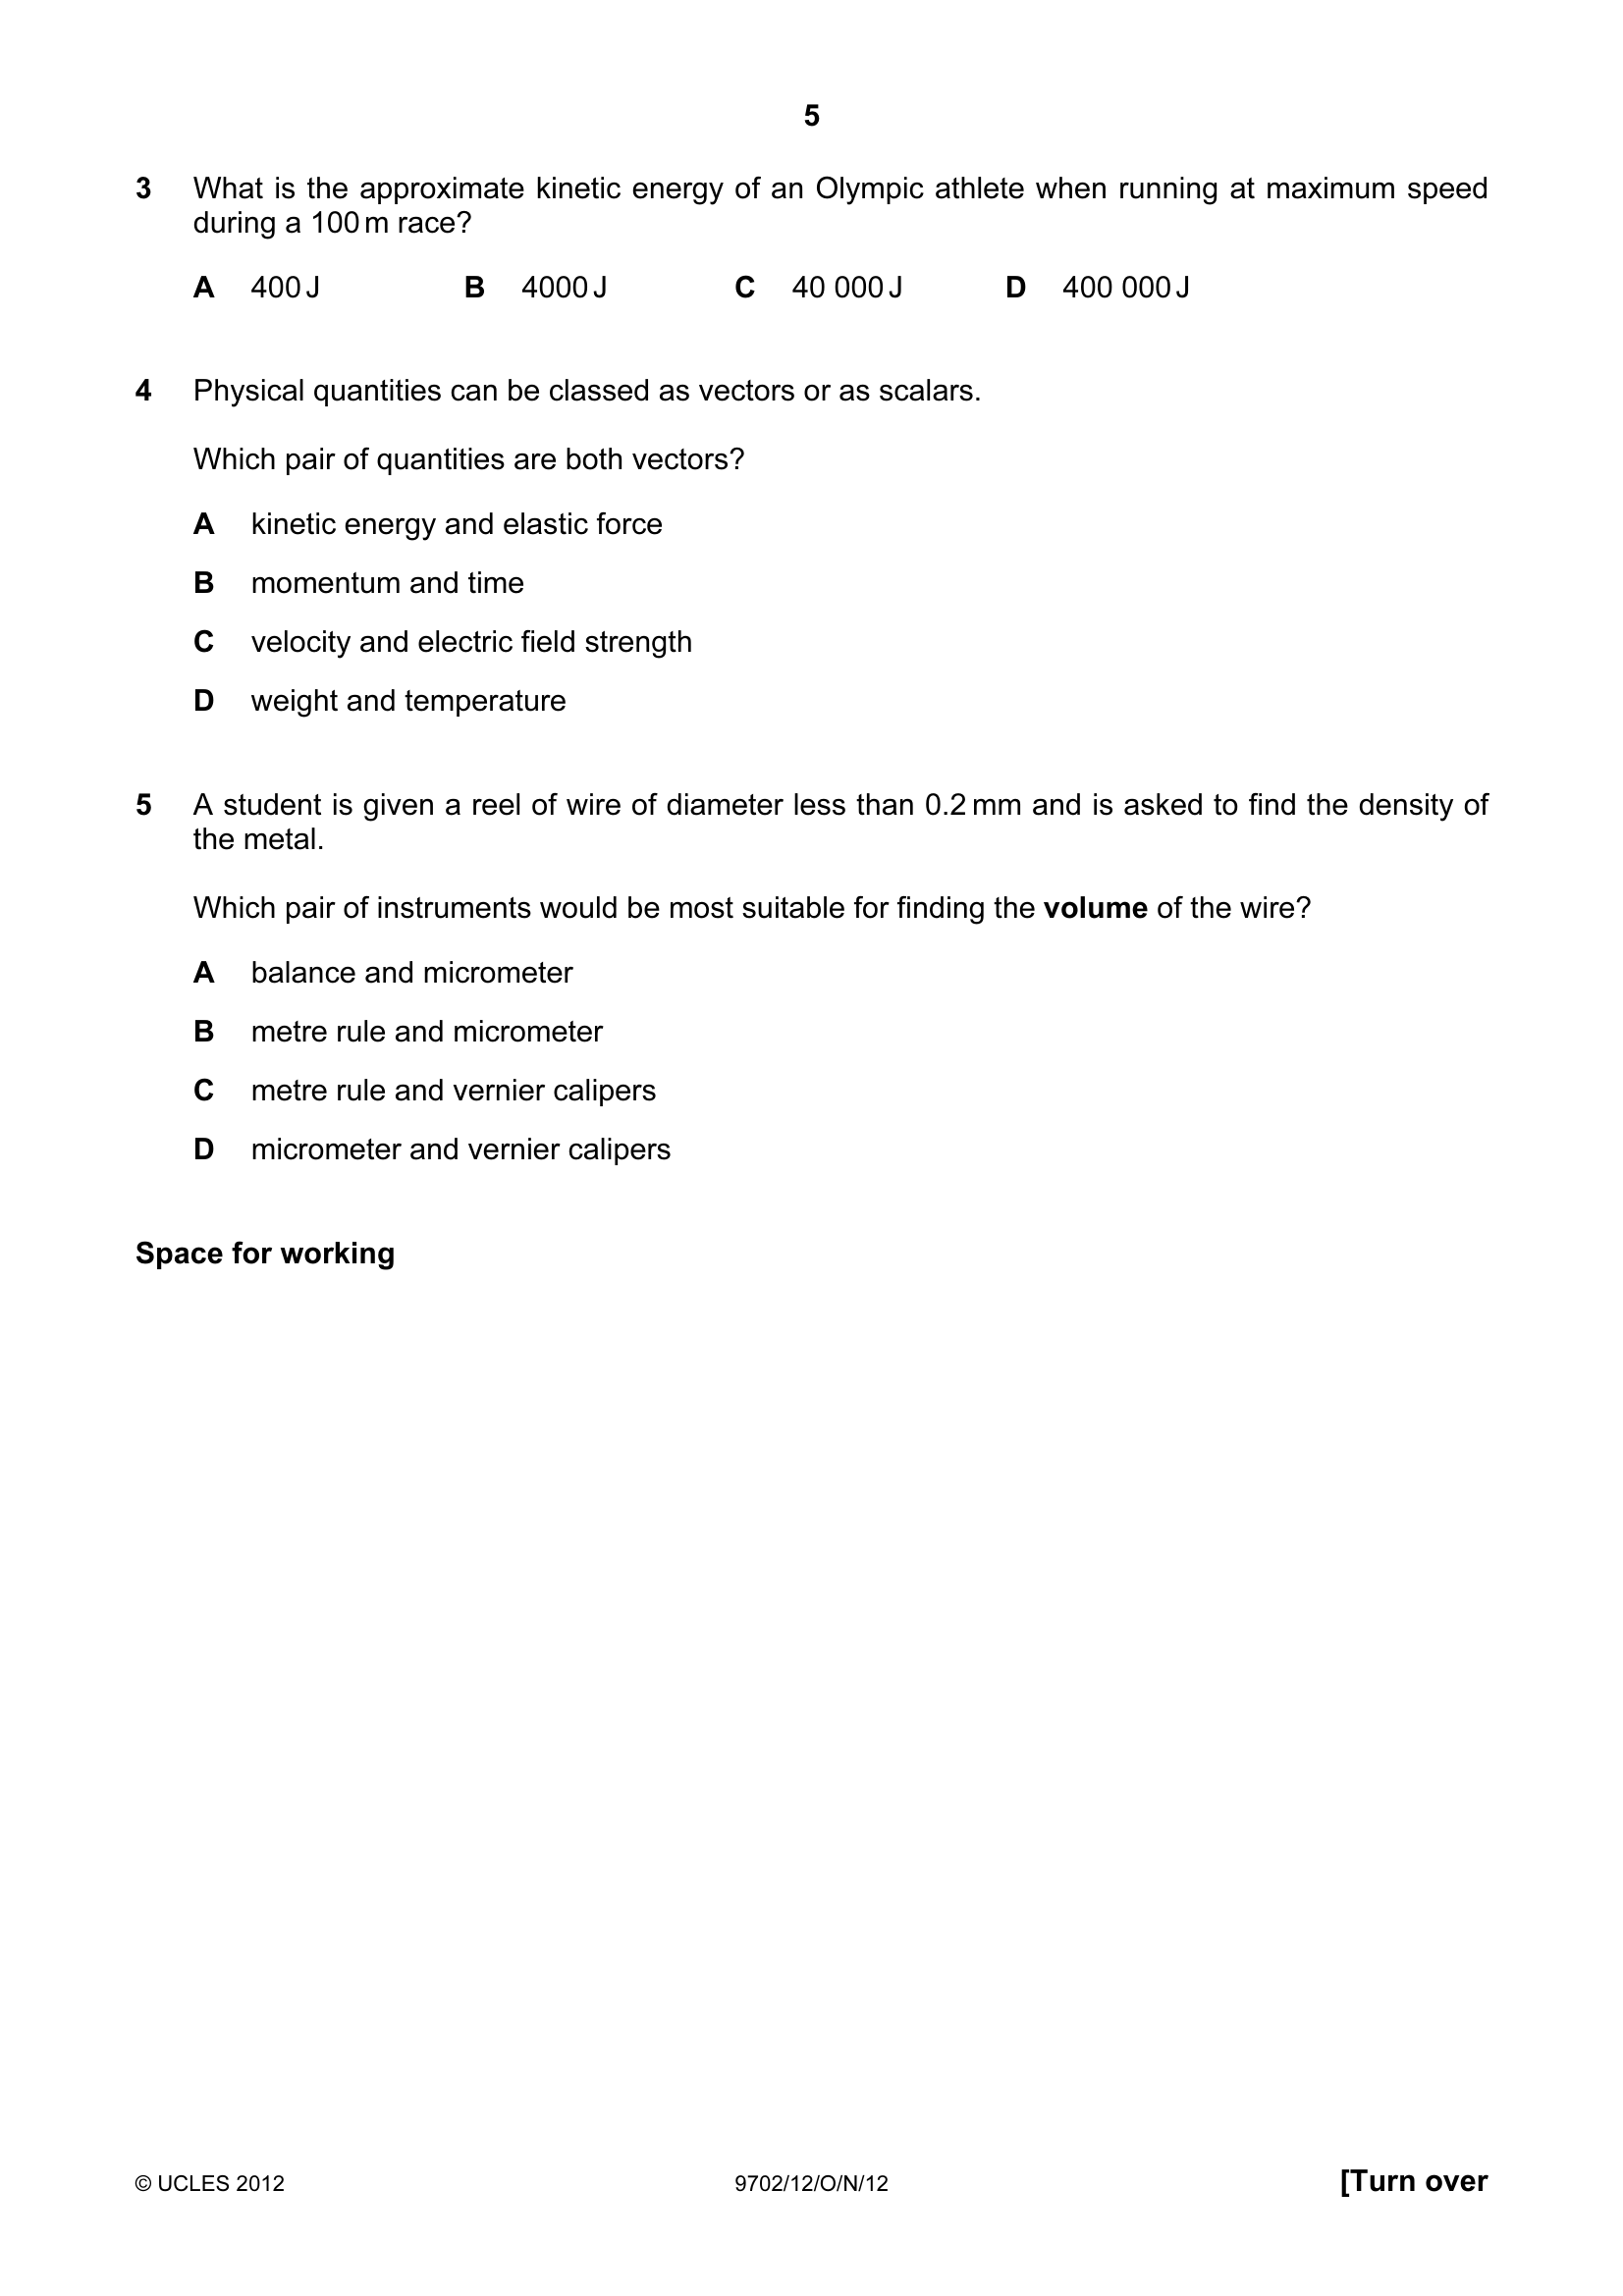 5
3 What is the approximate kinetic energy of an Olympic athlete when running at maximum speed
during a 100 m race?
A 400 J B 4000 J C 40 000 J D 400 000 J
4 Physical quantities can be classed as vectors or as scalars.
Which pair of quantities are both vectors?
A kinetic energy and elastic force
B momentum and time
C velocity and electric field strength
D weight and temperature
5 A student is given a reel of wire of diameter less than 0.2 mm and is asked to find the density of
the metal.
Which pair of instruments would be most suitable for finding the volume of the wire?
A balance and micrometer
B metre rule and micrometer
C metre rule and vernier calipers
D micrometer and vernier calipers
Space for working
© UCLES 2012 9702/12/O/N/12 [Turn over